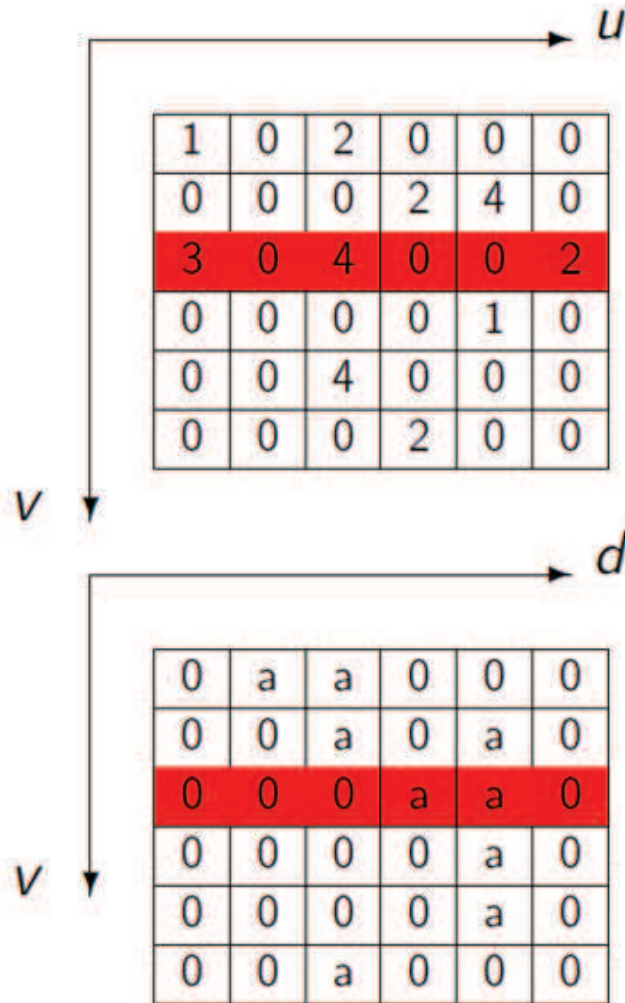 u
1 0 2 0 0 0
0 0 0 2 4 0
3 0 4 0 0 2
0 0 0 0 1 0
0 0 4 0 0 0
0 0 0 2 0 0
v
d
0 a a 0 0 0
0 0 a 0 a 0
0 0 0 a a 0
0 0 0 0 a 0
v
0 0 0 0 a 0
0 0 a 0 0 0